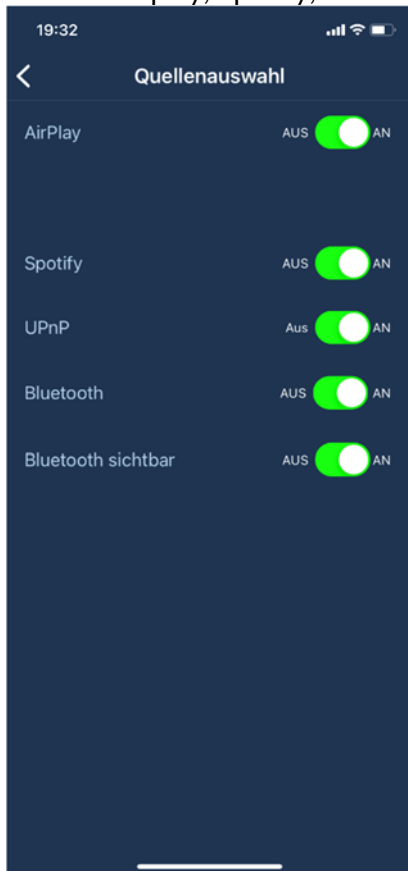 19:32
Quellenauswahl
AirPlay AUS AN
Spotify AUS AN
UPnP Aus AN
Bluetooth AUS AN
Bluetooth sichtbar AUS AN